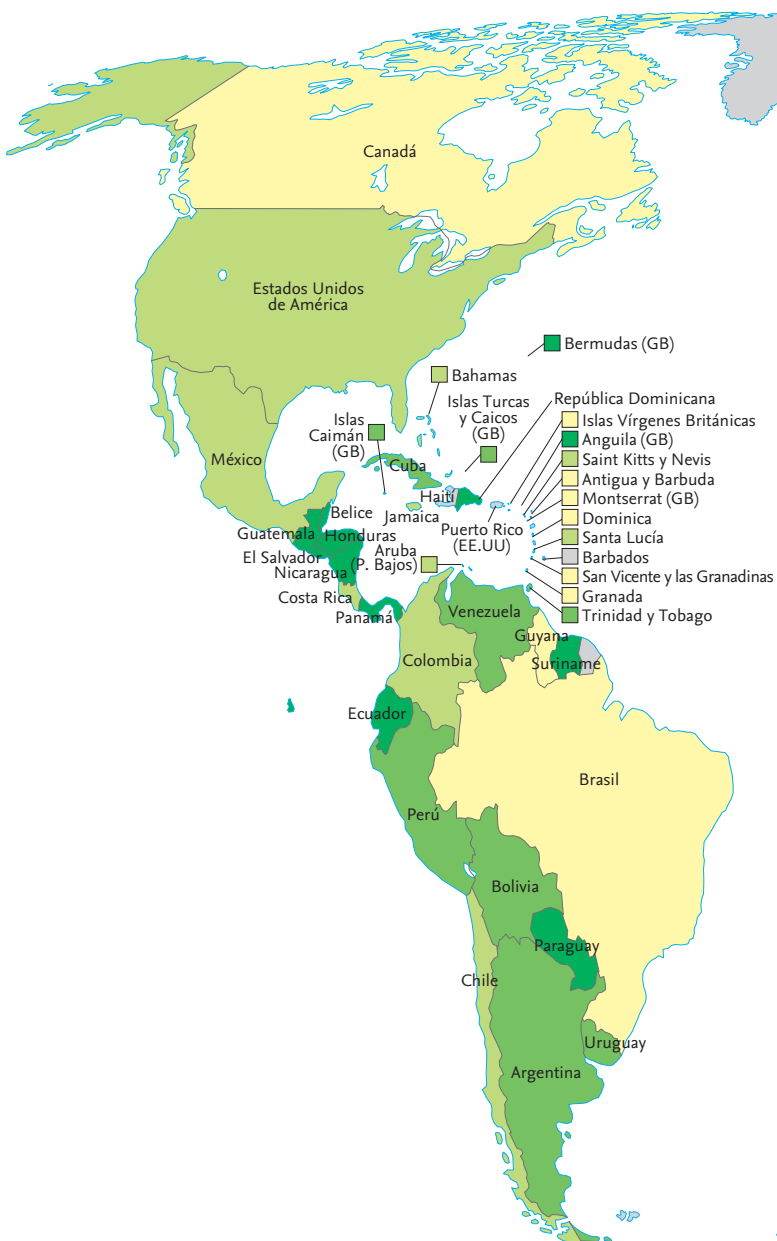 Canadá
Estados Unidos
de América
Bermudas (GB)
Bahamas
República Dominicana
Islas Turcas
y Caicos
(GB)
Islas
Caimán
(GB)
Islas Vírgenes Británicas
Anguila (GB)
Saint Kitts y Nevis
Antigua y Barbuda
Montserrat (GB)
Dominica
Santa Lucía
Barbados
San Vicente y las Granadinas
Granada
Trinidad y Tobago
México
Cuba
Haití
Jamaica
Puerto Rico
(EE.UU)
Belice
Guatemala
Honduras
El Salvador
Nicaragua
Aruba
(P. Bajos)
Costa Rica
Panamá
Venezuela
Guyana
Suriname
Colombia
Ecuador
Brasil
Perú
Bolivia
Paraguay
Chile
Uruguay
Argentina